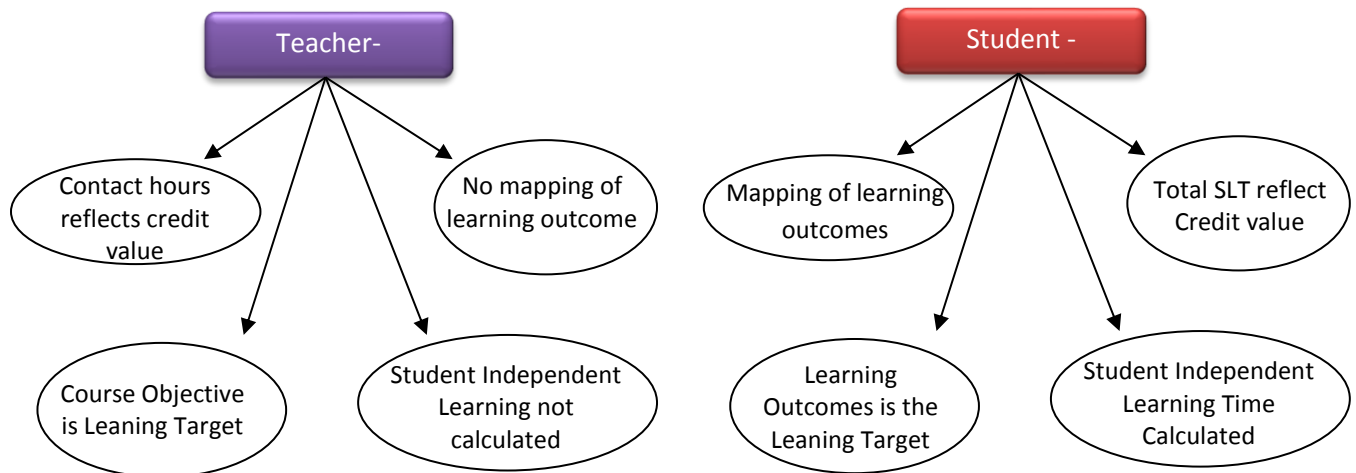 Teacher-
Student -
Contact hours
reflects credit
value
No mapping of
learning outcome
Mapping of learning
outcomes
Total SLT reflect
Credit value
Course Objective
is Leaning Target
Student Independent
Learning not
calculated
Learning
Outcomes is the
Leaning Target
Student Independent
Learning Time
Calculated